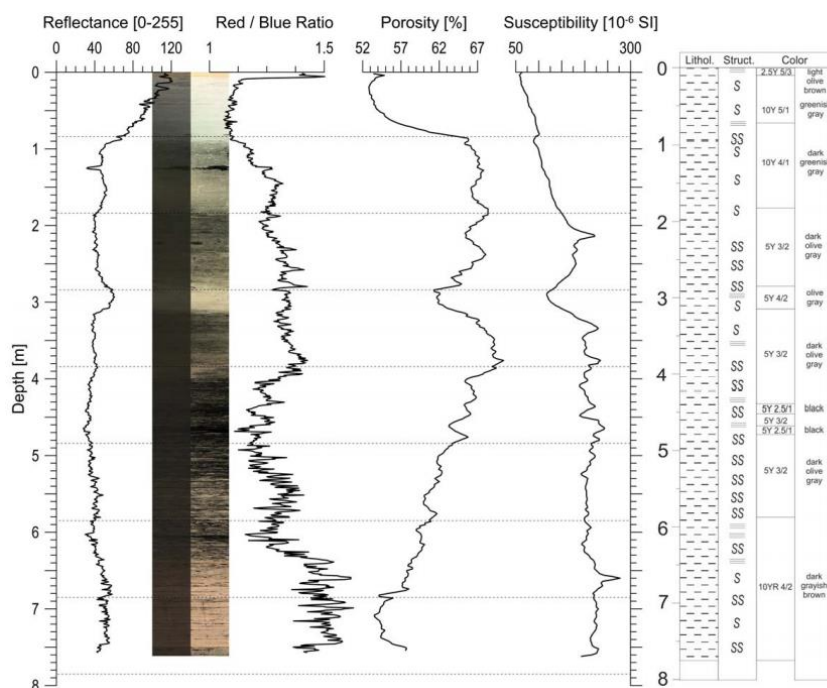 Reflectance [0-255]
Red / Blue Ratio
Porosity [%]
Susceptibility [10-6 SI]
0 40 80 120
1 1.5
52 57 62 67
50 300
Depth [m]
0
1
2
3
4
5
6
7
8
Lithol. Struct. Color
0
1
2
3
4
5
6
7
8
S
S
SS
S
S
S
SS
SS
SS
S
S
SS
SS
SS
SS
SS
SS
SS
SS
S
SS
S
SS
2.5Y 5/3 light
olive
brown
10Y 5/1 greenis
gray
10Y 4/1 dark
greenis
gray
5Y 3/2 dark
olive
gray
5Y 4/2 olive
gray
5Y 3/2 dark
olive
gray
5Y 2.5/1 black
5Y 3/2
5Y 2.5/1 black
5Y 3/2 dark
olive
gray
10YR 4/2 dark
grayish
brown